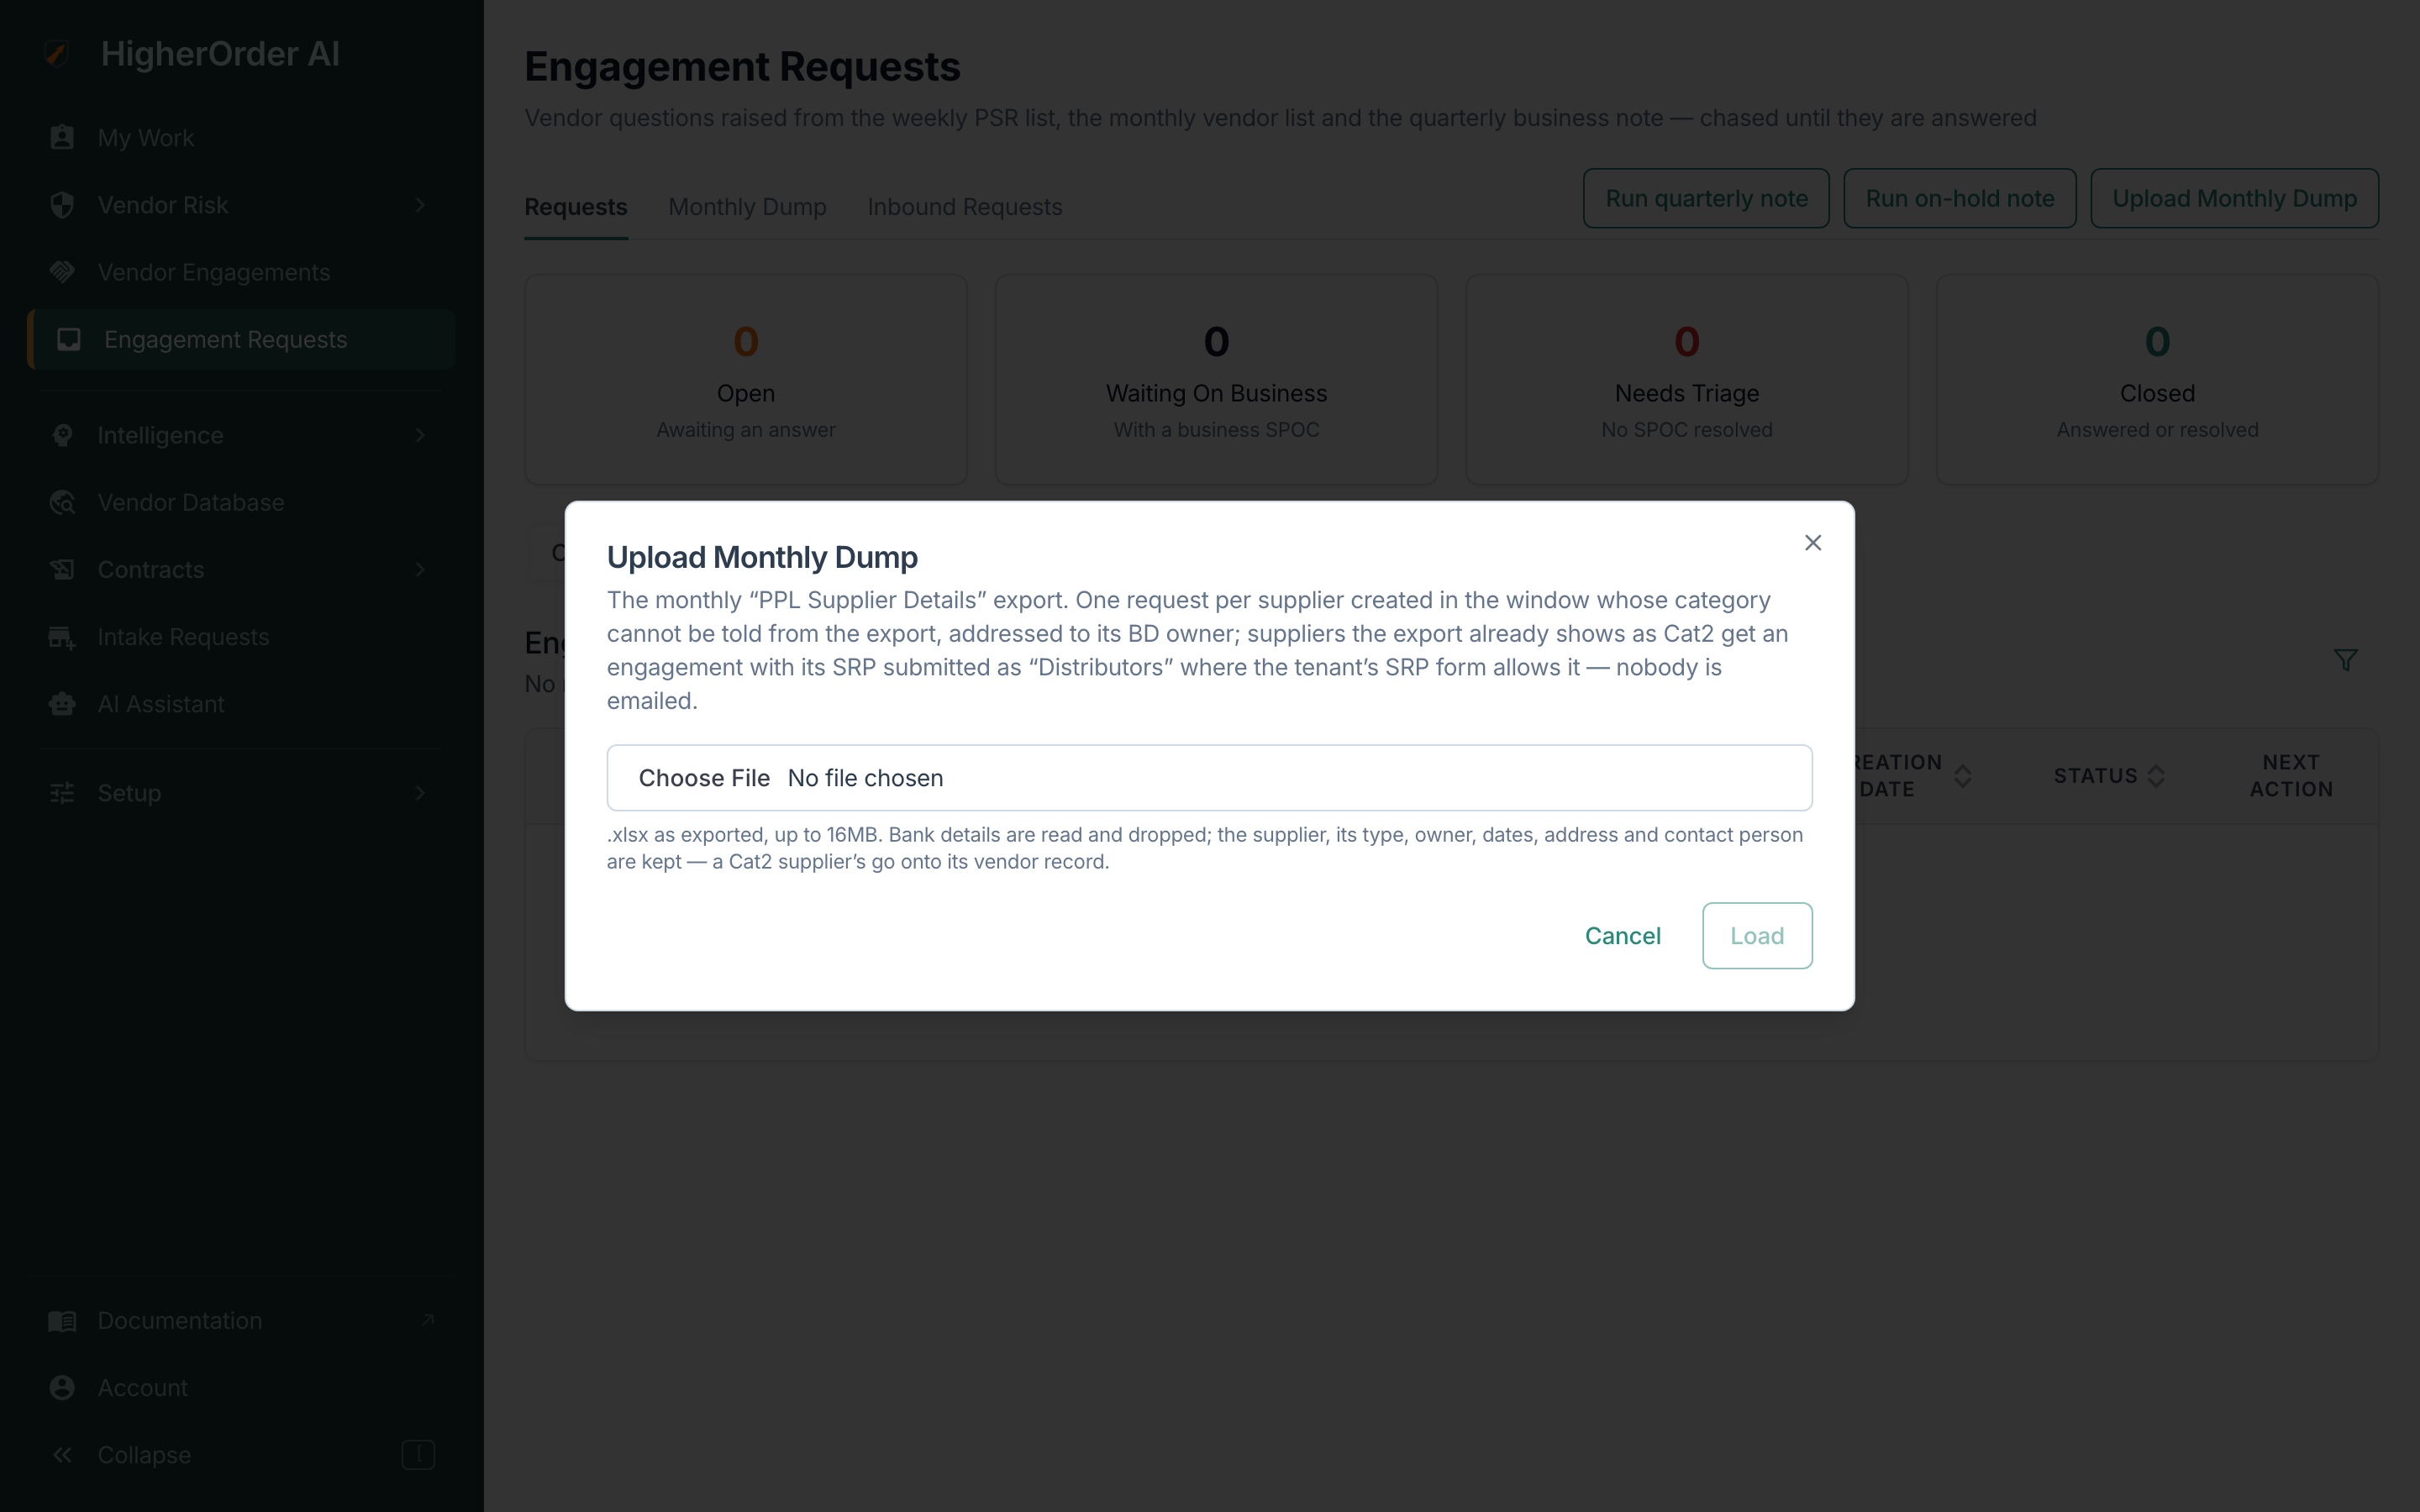 HigherOrder AI
My Work
Vendor Risk
Vendor Engagements
Engagement Requests
Intelligence
Vendor Database
Contracts
Intake Requests
AI Assistant
Setup
Documentation
Account
Collapse
[
Engagement Requests
Vendor questions raised from the weekly PSR list, the monthly vendor list and the quarterly business note — chased until they are answered
Requests Monthly Dump Inbound Requests
Run quarterly note Run on-hold note Upload Monthly Dump
0
Open
Awaiting an answer
0
Waiting On Business
With a business SPOC
0
Needs Triage
No SPOC resolved
0
Closed
Answered or resolved
No
STATUS
NEXT
ACTION
DATE
Upload Monthly Dump
The monthly “PPL Supplier Details” export. One request per supplier created in the window whose category
cannot be told from the export, addressed to its BD owner; suppliers the export already shows as Cat2 get an
engagement with its SRP submitted as “Distributors” where the tenant’s SRP form allows it — nobody is
emailed.
Choose File No file chosen
.xlsx as exported, up to 16MB. Bank details are read and dropped; the supplier, its type, owner, dates, address and contact person
are kept — a Cat2 supplier’s go onto its vendor record.
Cancel Load